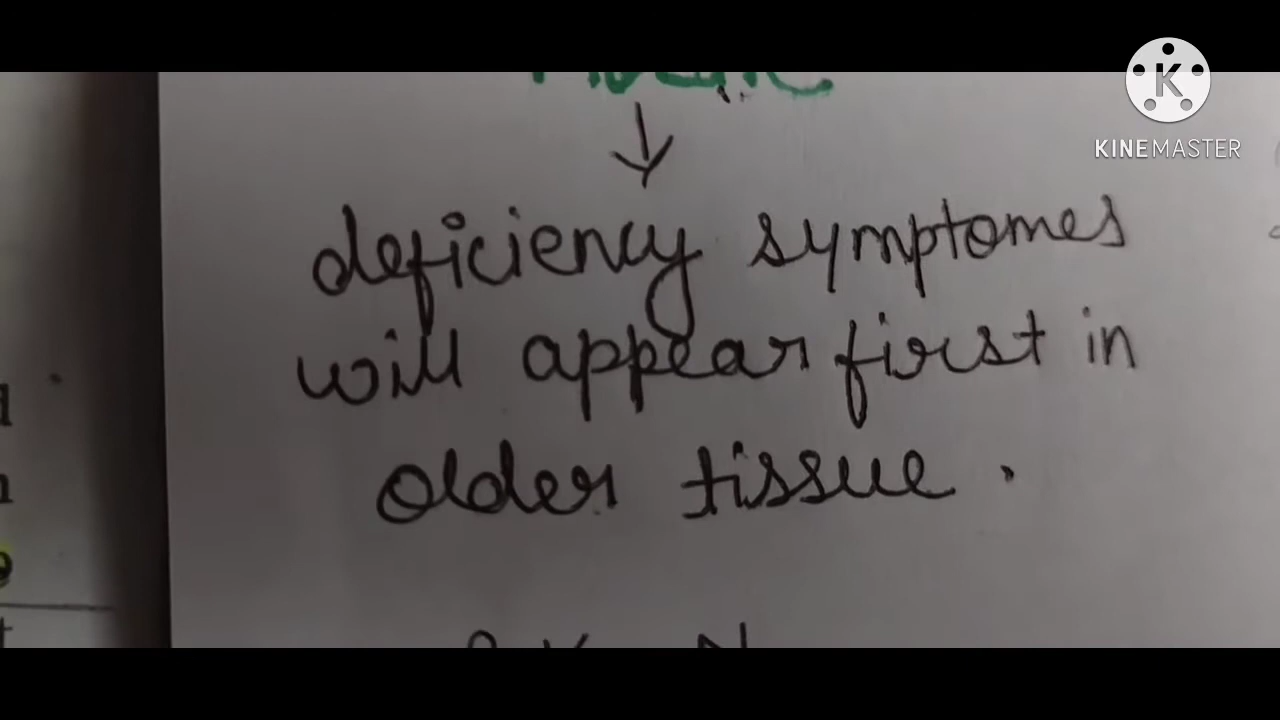 KINEMASTER
deficiency symptomes
will appear first in
older tissue.